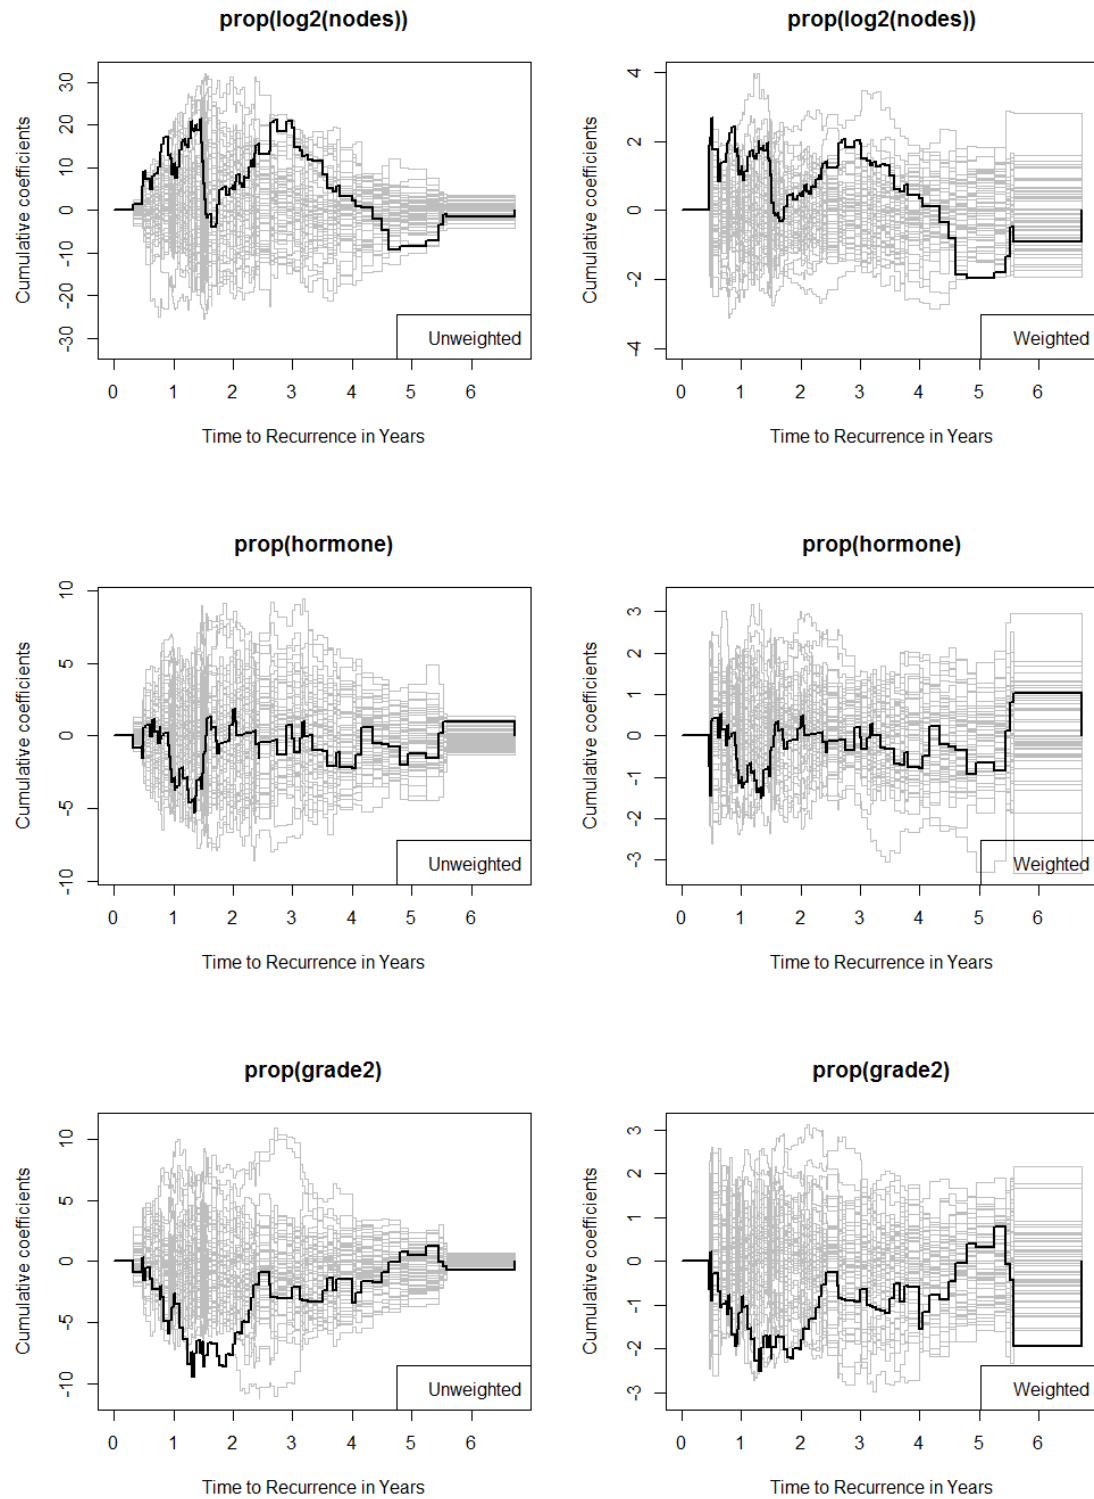 prop(log2(nodes))
Cumulative coefficients
30
20
10
0
-10
-20
-30
Unweighted
0 1 2 3 4 5 6
Time to Recurrence in Years
prop(log2(nodes))
Cumulative coefficients
4
2
0
-2
-4
Weighted
0 1 2 3 4 5 6
Time to Recurrence in Years
prop(hormone)
Cumulative coefficients
10
5
0
-5
-10
Unweighted
0 1 2 3 4 5 6
Time to Recurrence in Years
prop(hormone)
Cumulative coefficients
3
2
1
0
-1
-2
-3
Weighted
0 1 2 3 4 5 6
Time to Recurrence in Years
prop(grade2)
Cumulative coefficients
10
5
0
-5
-10
Unweighted
0 1 2 3 4 5 6
Time to Recurrence in Years
prop(grade2)
Cumulative coefficients
3
2
1
0
-1
-2
-3
Weighted
0 1 2 3 4 5 6
Time to Recurrence in Years